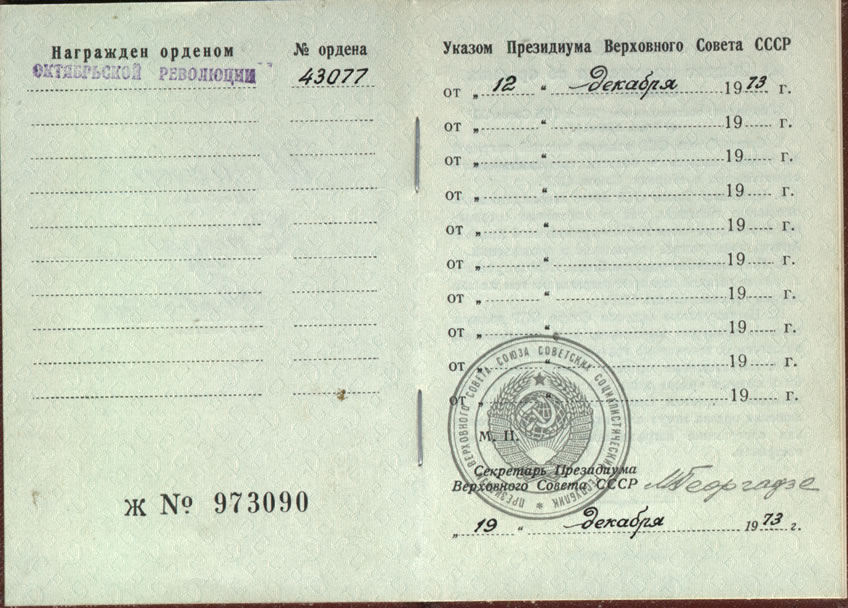 Награжден орденом № ордена
ОКТЯБРЬСКОЙ РЕВОЛЮЦИИ 43077
Ж № 973090
Указом Президиума Верховного Совета СССР
от „ 12 “ декабря 1973 г.
от „ “ 19 г.
от „ “ 19 г.
от „ “ 19 г.
от „ “ 19 г.
от „ “ 19 г.
от „ “ 19 г.
от „ “ 19 г.
от „ “ 19 г.
от „ “ 19 г.
М. П.
ПРЕЗИДИУМ ВЕРХОВНОГО СОВЕТА СОЮЗА СОВЕТСКИХ СОЦИАЛИСТИЧЕСКИХ РЕСПУБЛИК
Секретарь Президиума
Верховного Совета СССР М Георгадзе
„ 19 “ декабря 1973 г.